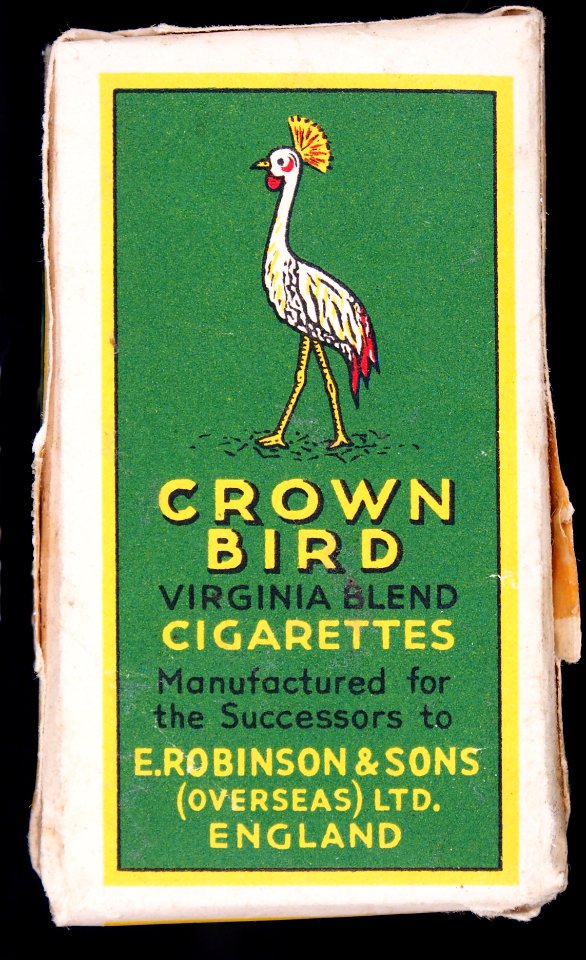 CROWN
BIRD
VIRGINIA BLEND
CIGARETTES
Manufactured for
the Successors to
E.ROBINSON & SONS
(OVERSEAS) LTD.
ENGLAND